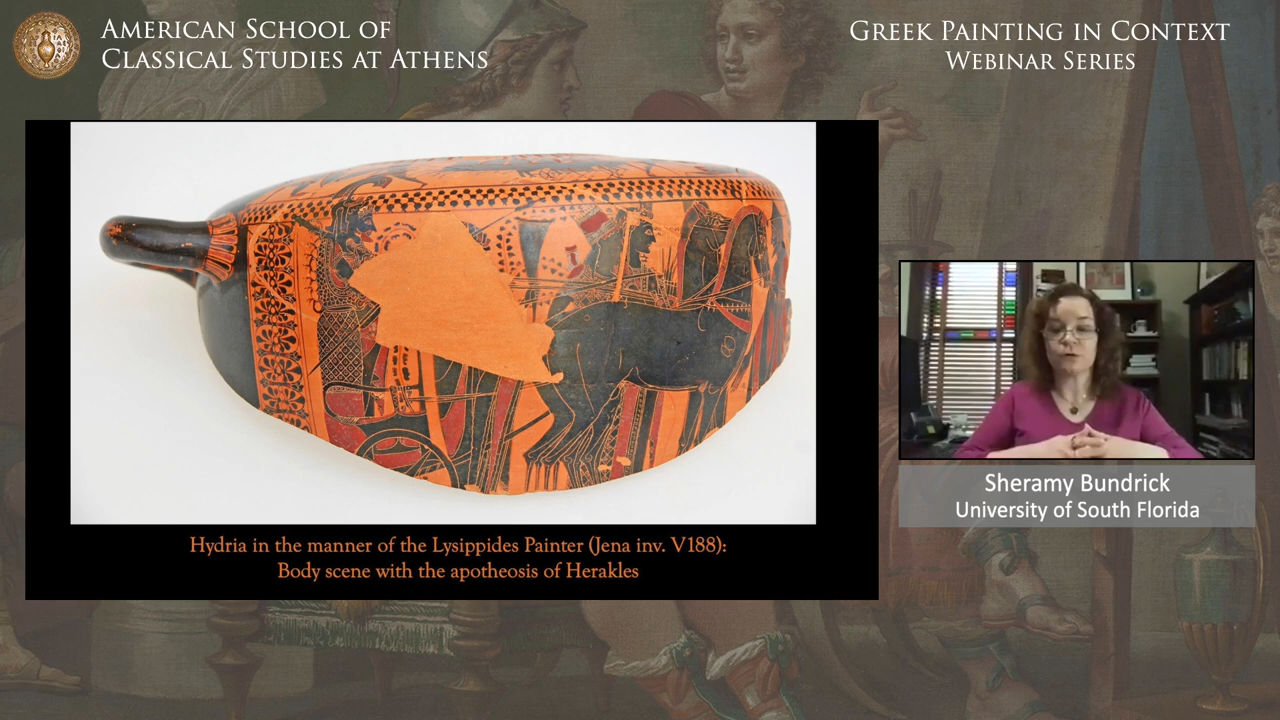 AMERICAN SCHOOL OF
CLASSICAL STUDIES AT ATHENS
GREEK PAINTING IN CONTEXT
WEBINAR SERIES
Hydria in the manner of the Lysippides Painter (Jena inv. V188):
Body scene with the apotheosis of Herakles
Sheramy Bundrick
University of South Florida